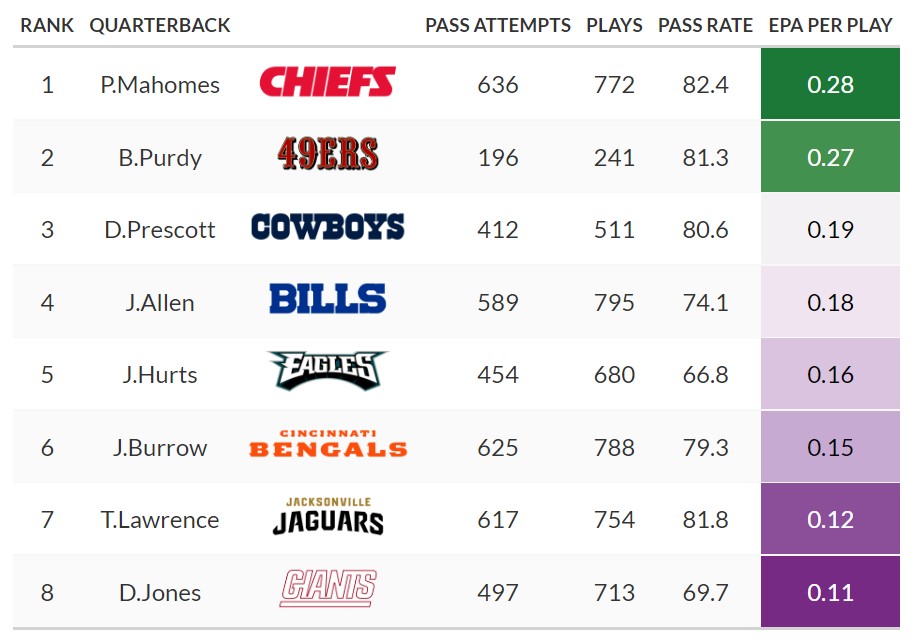 RANK QUARTERBACK PASS ATTEMPTS PLAYS PASS RATE EPA PER PLAY
1 P.Mahomes CHIEFS 636 772 82.4 0.28
2 B.Purdy 49ERS 196 241 81.3 0.27
3 D.Prescott COWBOYS 412 511 80.6 0.19
4 J.Allen BILLS 589 795 74.1 0.18
5 J.Hurts EAGLES 454 680 66.8 0.16
6 J.Burrow CINCINNATI BENGALS 625 788 79.3 0.15
7 T.Lawrence JACKSONVILLE JAGUARS 617 754 81.8 0.12
8 D.Jones GIANTS 497 713 69.7 0.11